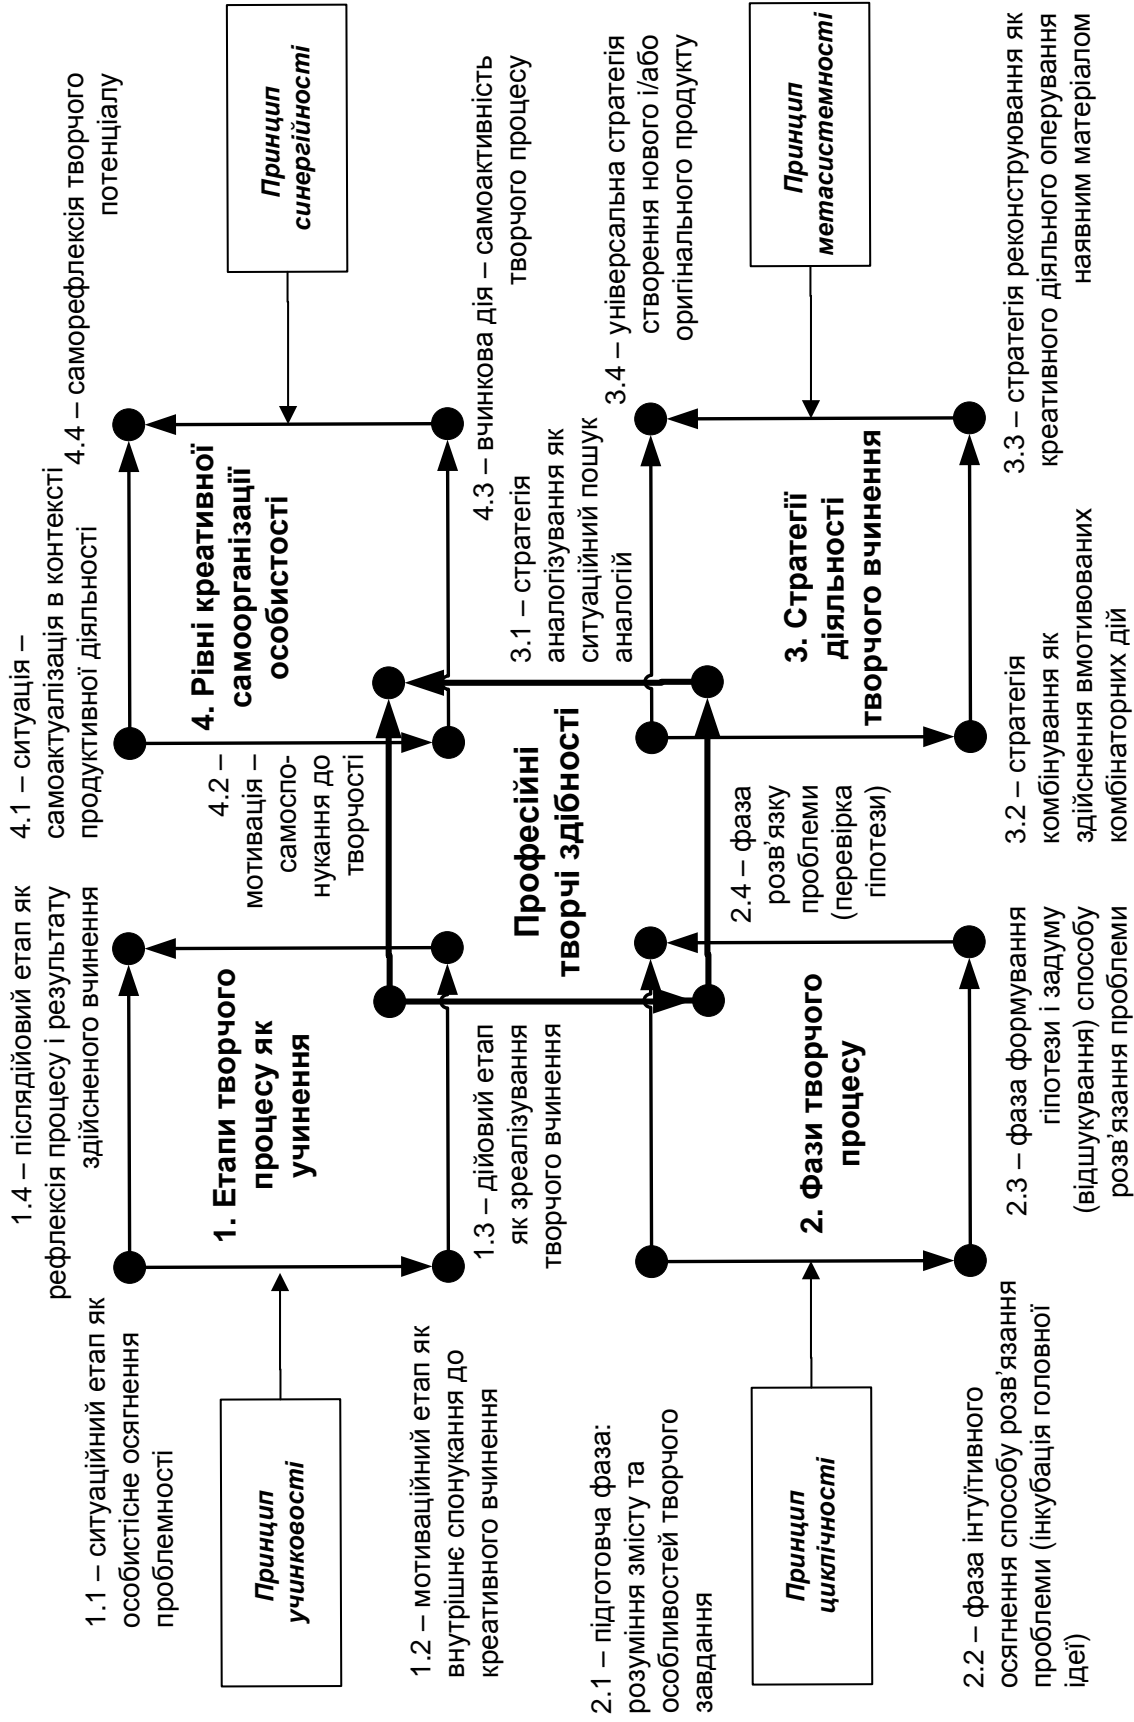 1.1 – ситуаційний етап як
особистісне осягнення
проблемності
1.4 – післядійовий етап як
рефлексія процесу і результату
здійсненого вчинення
4.1 – ситуація –
самоактуалізація в контексті
продуктивної діяльності
4.4 – саморефлексія творчого
потенціалу
Принцип
учинковості
1. Етапи творчого
процесу як
учинення
4.2 –
мотивація –
самоспо-
нукання до
творчості
4. Рівні креативної
самоорганізації
особистості
Принцип
синергійності
1.2 – мотиваційний етап як
внутрішнє спонукання до
креативного вчинення
1.3 – дійовий етап
як зреалізування
творчого вчинення
4.3 – вчинкова дія – самоактивність
творчого процесу
Професійні
творчі здібності
2.1 – підготовча фаза:
розуміння змісту та
особливостей творчого
завдання
2.4 – фаза
розв’язку
проблеми
(перевірка
гіпотези)
3.1 – стратегія
аналогізування як
ситуаційний пошук
аналогій
3.4 – універсальна стратегія
створення нового і/або
оригінального продукту
Принцип
циклічності
2. Фази творчого
процесу
3. Стратегії
діяльності
творчого вчинення
Принцип
метасистемності
2.2 – фаза інтуїтивного
осягнення способу розв’язання
проблеми (інкубація головної
ідеї)
2.3 – фаза формування
гіпотези і задуму
(відшукування) способу
розв’язання проблеми
3.2 – стратегія
комбінування як
здійснення вмотивованих
комбінаторних дій
3.3 – стратегія реконструювання як
креативного діяльного оперування
наявним матеріалом